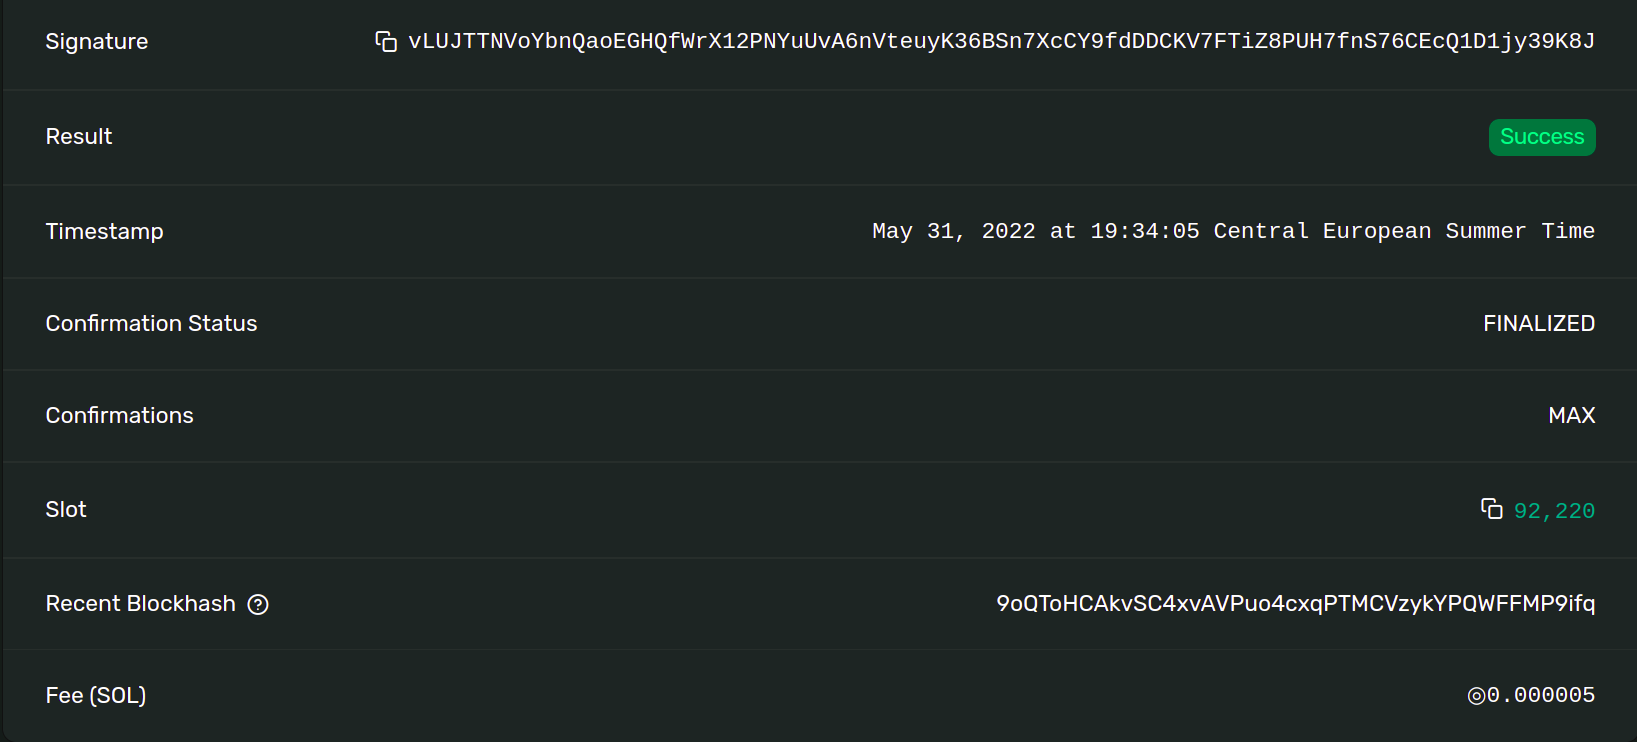 Signature vLUJTTNVoYbnQaoEGHQfWrX12PNYuUvA6nVteuyK36BSn7XcCY9fdDDCKV7FTiZ8PUH7fnS76CEcQ1D1jy39K8J
Result Success
Timestamp May 31, 2022 at 19:34:05 Central European Summer Time
Confirmation Status FINALIZED
Confirmations MAX
Slot 92,220
Recent Blockhash 9oQToHCAkvSC4xvAVPuo4cxqPTMCVzykYPQWFFMP9ifq
Fee (SOL) ◎0.000005